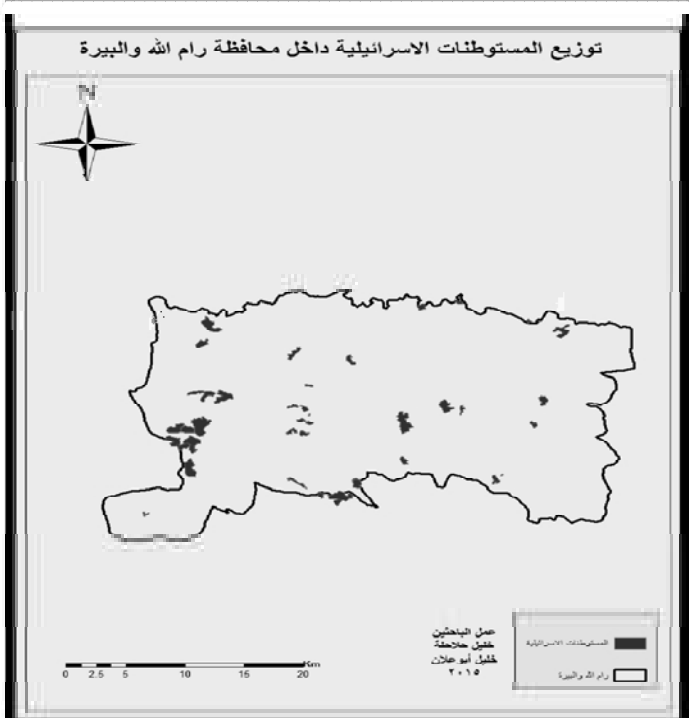 توزيع المستوطنات الاسرائيلية داخل محافظة رام الله والبيرة
N
عمل الباحثين
خليل
خليل أبو علان
٢٠١٥
المستوطنات الاسرائيلية
رام الله والبيرة
Km
0 2.5 5 10 15 20